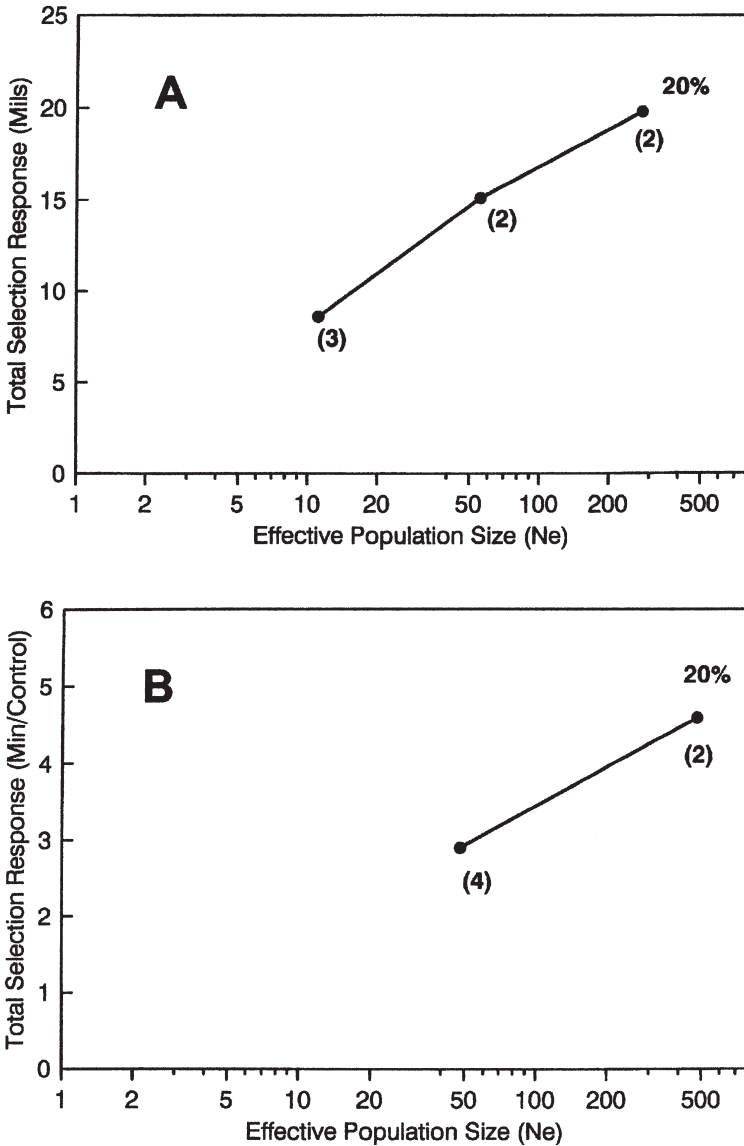 A
20%
(2)
(2)
(3)
25
20
15
10
5
0
Total Selection Response (Mils)
1 2 5 10 20 50 100 200 500
Effective Population Size (Ne)
B
20%
(2)
(4)
6
5
4
3
2
1
0
Total Selection Response (Min/Control)
1 2 5 10 20 50 100 200 500
Effective Population Size (Ne)